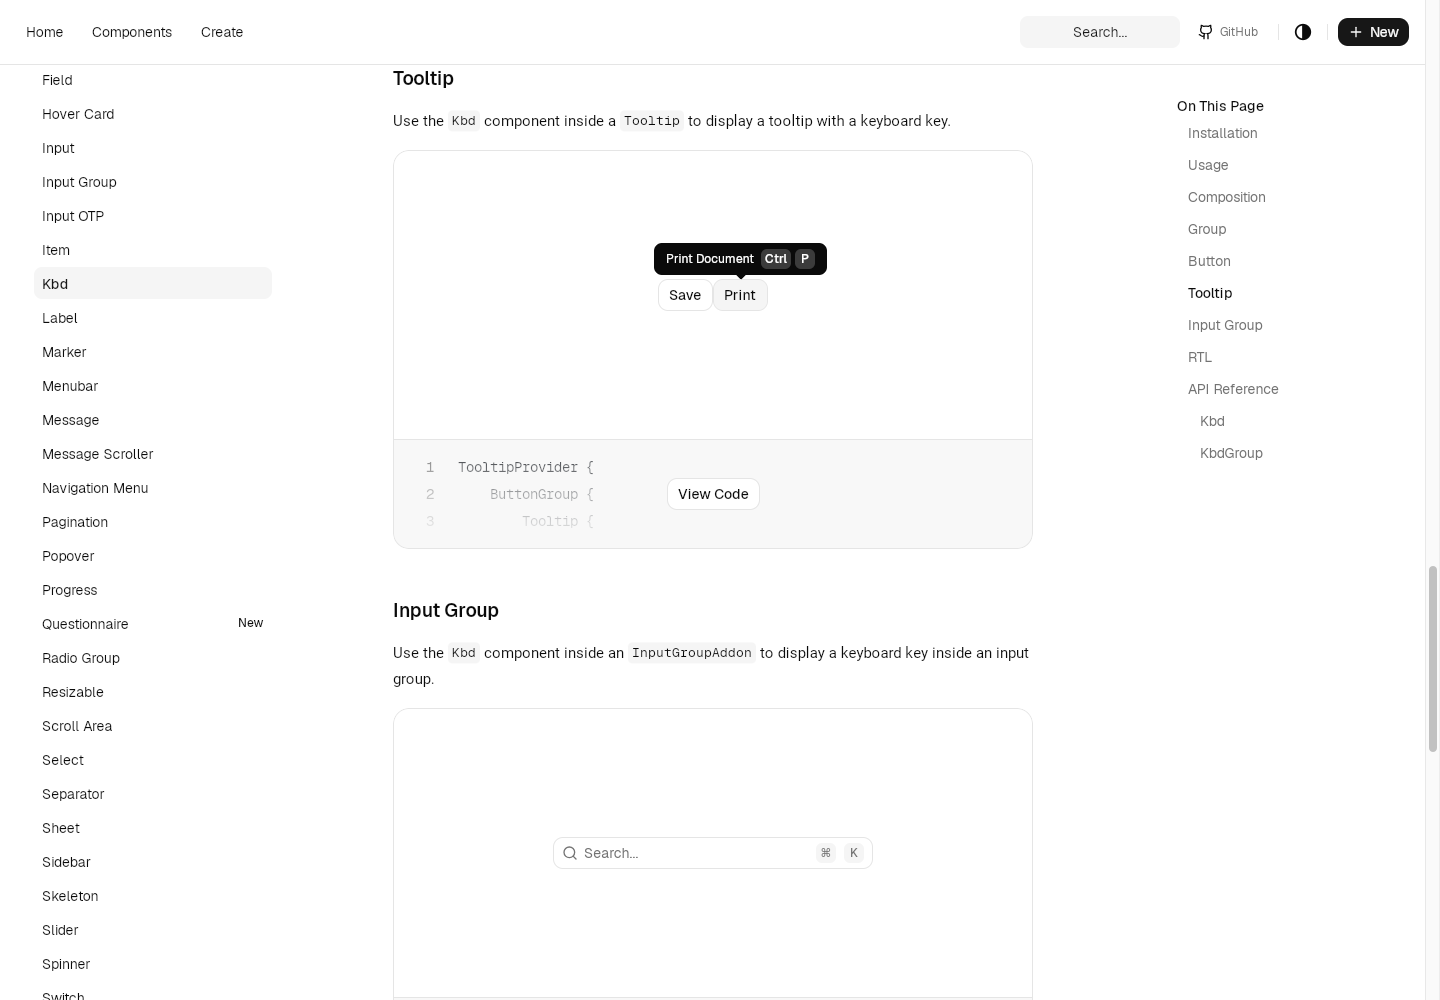 Home Components Create Search... GitHub New
Field
Hover Card
Input
Input Group
Input OTP
Item
Kbd
Label
Marker
Menubar
Message
Message Scroller
Navigation Menu
Pagination
Popover
Progress
Questionnaire New
Radio Group
Resizable
Scroll Area
Select
Separator
Sheet
Sidebar
Skeleton
Slider
Spinner
Switch
Tooltip
Use the Kbd component inside a Tooltip to display a tooltip with a keyboard key.
Print Document Ctrl P
Save Print
1 TooltipProvider {
2 ButtonGroup {
3 Tooltip {
View Code
Input Group
Use the Kbd component inside an InputGroupAddon to display a keyboard key inside an input
group.
Search... ⌘ K
On This Page
Installation
Usage
Composition
Group
Button
Tooltip
Input Group
RTL
API Reference
Kbd
KbdGroup